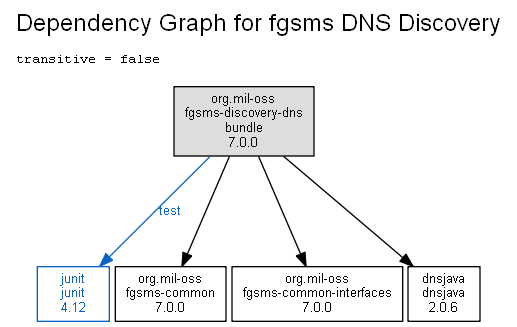 Dependency Graph for fgsms DNS Discovery
transitive = false
org.mil-oss
fgsms-discovery-dns
bundle
7.0.0
test
junit
junit
4.12
org.mil-oss
fgsms-common
7.0.0
org.mil-oss
fgsms-common-interfaces
7.0.0
dnsjava
dnsjava
2.0.6